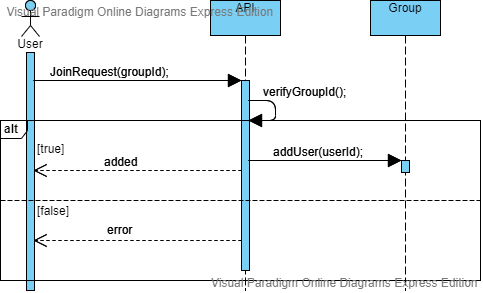 Visual Paradigm Online Diagrams Express Edition
API
Group
User
JoinRequest(groupId);
verifyGroupId();
alt
[true]
addUser(userId);
added
[false]
error
Visual Paradigm Online Diagrams Express Edition